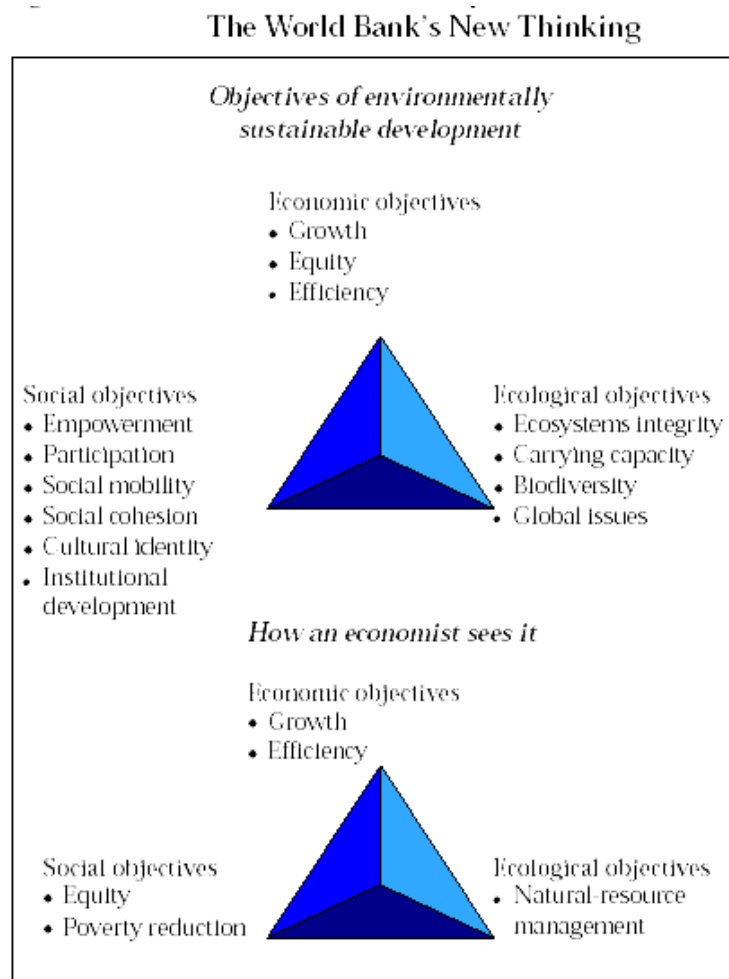 The World Bank's New Thinking
Objectives of environmentally
sustainable development
Economic objectives
• Growth
• Equity
• Efficiency
Social objectives
• Empowerment
• Participation
• Social mobility
• Social cohesion
• Cultural identity
• Institutional
development
Ecological objectives
• Ecosystems integrity
• Carrying capacity
• Biodiversity
• Global issues
How an economist sees it
Economic objectives
• Growth
• Efficiency
Social objectives
• Equity
• Poverty reduction
Ecological objectives
• Natural-resource
management